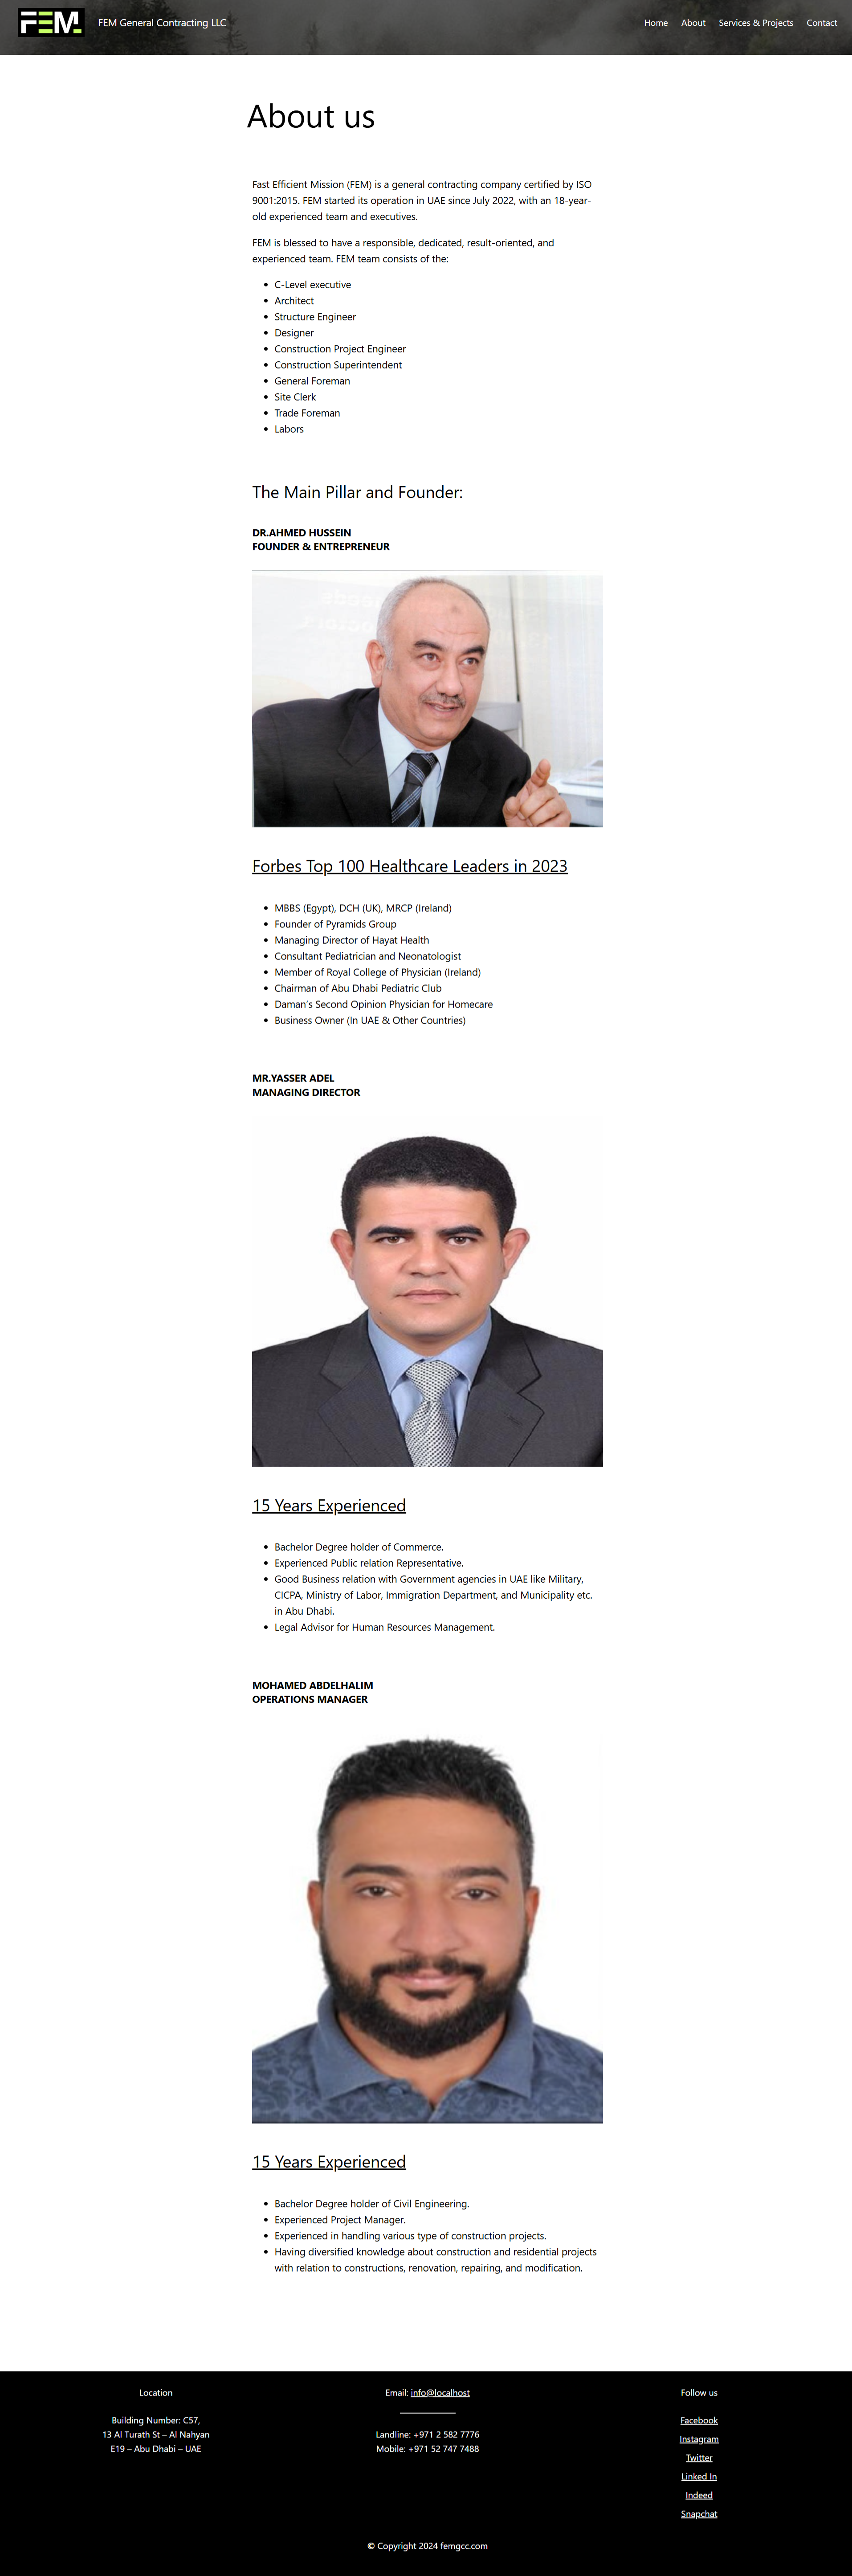 FEM.
FEM General Contracting LLC
Home
About
Services & Projects
Contact
About us
Fast Efficient Mission (FEM) is a general contracting company certified by ISO
9001:2015. FEM started its operation in UAE since July 2022, with an 18-year-
old experienced team and executives.
FEM is blessed to have a responsible, dedicated, result-oriented, and
experienced team. FEM team consists of the:
• C-Level executive
• Architect
• Structure Engineer
• Designer
• Construction Project Engineer
• Construction Superintendent
• General Foreman
• Site Clerk
• Trade Foreman
• Labors
The Main Pillar and Founder:
DR.AHMED HUSSEIN
FOUNDER & ENTREPRENEUR
Forbes Top 100 Healthcare Leaders in 2023
• MBBS (Egypt), DCH (UK), MRCP (Ireland)
• Founder of Pyramids Group
• Managing Director of Hayat Health
• Consultant Pediatrician and Neonatologist
• Member of Royal College of Physician (Ireland)
• Chairman of Abu Dhabi Pediatric Club
• Daman's Second Opinion Physician for Homecare
• Business Owner (In UAE & Other Countries)
MR.YASSER ADEL
MANAGING DIRECTOR
15 Years Experienced
• Bachelor Degree holder of Commerce.
• Experienced Public relation Representative.
• Good Business relation with Government agencies in UAE like Military,
CICPA, Ministry of Labor, Immigration Department, and Municipality etc.
in Abu Dhabi.
• Legal Advisor for Human Resources Management.
MOHAMED ABDELHALIM
OPERATIONS MANAGER
15 Years Experienced
• Bachelor Degree holder of Civil Engineering.
• Experienced Project Manager.
• Experienced in handling various type of construction projects.
• Having diversified knowledge about construction and residential projects
with relation to constructions, renovation, repairing, and modification.
Location
Building Number: C57,
13 Al Turath St – Al Nahyan
E19 – Abu Dhabi – UAE
Email: info@localhost
Landline: +971 2 582 7776
Mobile: +971 52 747 7488
Follow us
Facebook
Instagram
Twitter
Linked In
Indeed
Snapchat
© Copyright 2024 femgcc.com